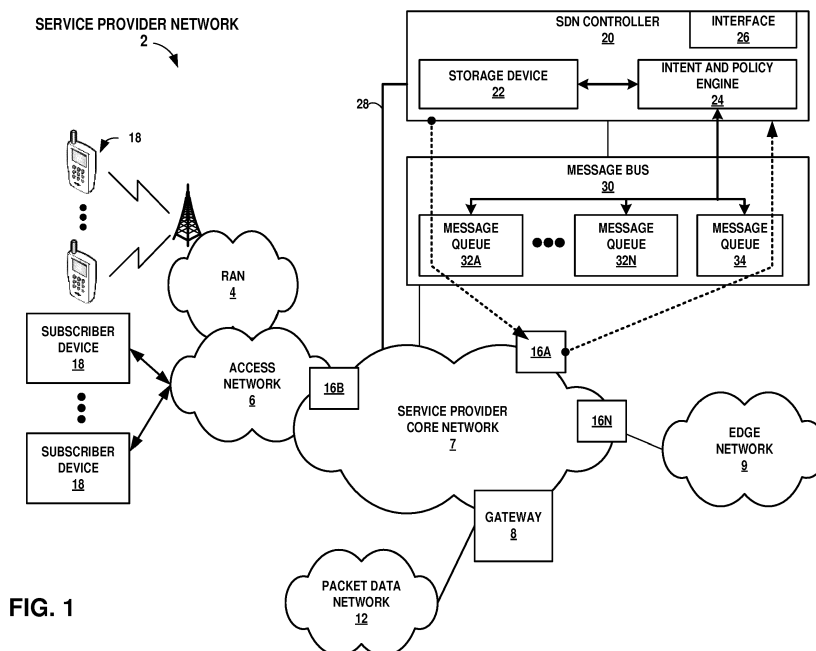 SERVICE PROVIDER
NETWORK
2
SDN CONTROLLER
20
INTERFACE
26
STORAGE DEVICE
22
INTENT AND POLICY
ENGINE
24
28
18
MESSAGE BUS
30
MESSAGE
QUEUE
32A
MESSAGE
QUEUE
32N
MESSAGE
QUEUE
34
RAN
4
SUBSCRIBER
DEVICE
18
ACCESS
NETWORK
6
16B
16A
SERVICE PROVIDER
CORE NETWORK
7
16N
EDGE
NETWORK
9
SUBSCRIBER
DEVICE
18
GATEWAY
8
PACKET DATA
NETWORK
12
FIG. 1